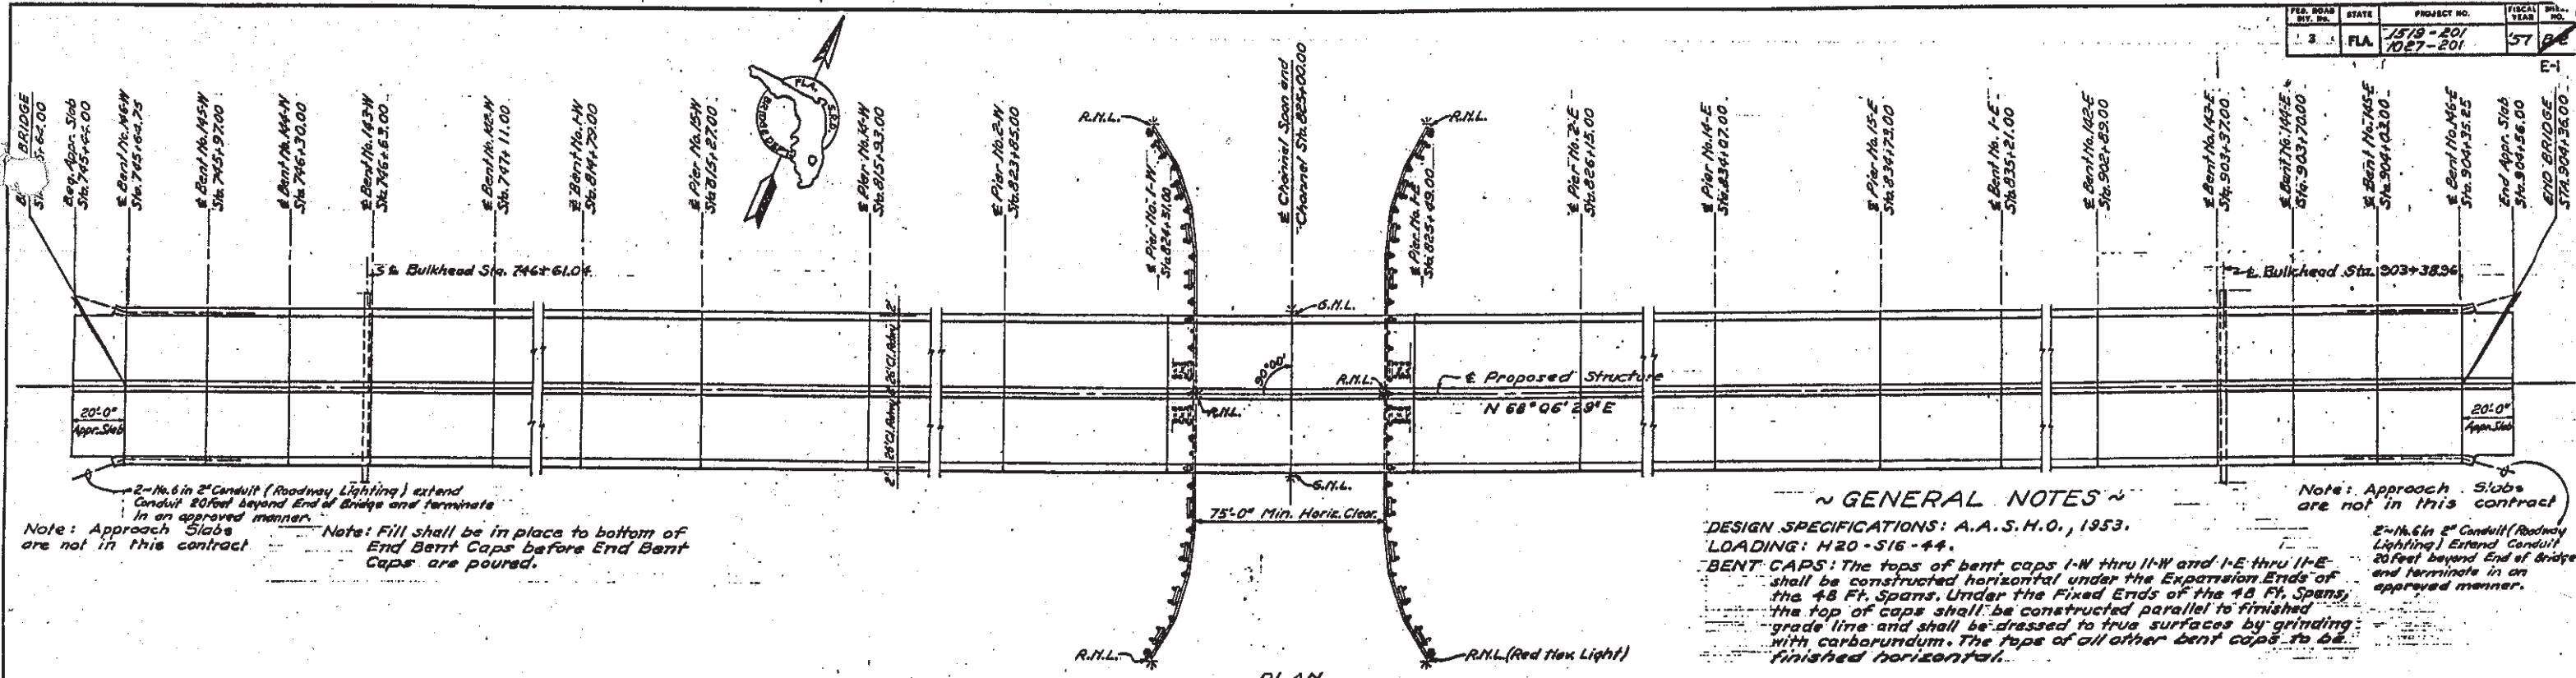 FED. ROAD DIV. No.
STATE
PROJECT NO.
FISCAL YEAR
NO.
3
FLA.
1519-201
1027-201
'57
E-1
BRIDGE
Beg. Appr. Slab
Sta. 745+44.00
℄ Bent No. 146-W
Sta. 745+64.75
℄ Bent No. 145-W
Sta. 745+97.00
℄ Bent No. 144-W
Sta. 746+30.00
℄ Bent No. 143-W
Sta. 746+63.00
℄ Bent No. 142-W
Sta. 747+11.00
℄ Bent No. 1-W
Sta. 814+79.00
℄ Pier No. 15-W
Sta. 815+27.00
℄ Pier No. 14-W
Sta. 815+93.00
℄ Pier No. 2-W
Sta. 823+85.00
℄ Pier No. 1-W
Sta. 824+51.00
℄ Channel Span and
Channel Sta. 825+00.00
℄ Pier No. 1-E
Sta. 825+49.00
℄ Pier No. 2-E
Sta. 826+15.00
℄ Pier No. 14-E
Sta. 834+07.00
℄ Pier No. 15-E
Sta. 834+73.00
℄ Bent No. 1-E
Sta. 835+21.00
℄ Bent No. 142-E
Sta. 902+89.00
℄ Bent No. 143-E
Sta. 903+37.00
℄ Bent No. 144-E
Sta. 903+70.00
℄ Bent No. 145-E
Sta. 904+03.00
℄ Bent No. 146-E
Sta. 904+35.25
End Appr. Slab
Sta. 904+56.00
END BRIDGE
STA. 904+36.00
FLA.
S.R.D.
BRIDGE DEPT.
R.N.L.
R.N.L.
℄ Bulkhead Sta. 746+61.04
℄ Bulkhead Sta. 903+38.96
G.N.L.
90°00'
R.N.L.
℄ Proposed Structure
N 68°06'29" E
R.N.L.
2' 26' Cl. Rdwy. 26' Cl. Rdwy. 2'
20'-0"
Appr. Slab
20'-0"
Appr. Slab
G.N.L.
75'-0" Min. Horiz. Clear.
2-No. 6 in 2" Conduit (Roadway Lighting) extend
Conduit 20 feet beyond End of Bridge and terminate
in an approved manner.
Note: Approach Slabs
are not in this contract
Note: Fill shall be in place to bottom of
End Bent Caps before End Bent
Caps are poured.
~ GENERAL NOTES ~
DESIGN SPECIFICATIONS: A.A.S.H.O., 1953.
LOADING: H20-S16-44.
BENT CAPS: The tops of bent caps 1-W thru 11-W and 1-E thru 11-E
shall be constructed horizontal under the Expansion Ends of
the 48 Ft. Spans. Under the Fixed Ends of the 48 Ft. Spans,
the top of caps shall be constructed parallel to finished
grade line and shall be dressed to true surfaces by grinding
with carborundum. The tops of all other bent caps to be
finished horizontal.
Note: Approach Slabs
are not in this contract
2-No. 6 in 2" Conduit (Roadway
Lighting) Extend Conduit
20 feet beyond End of Bridge
and terminate in an
approved manner.
R.N.L.
R.N.L. (Red Nav. Light)
PLAN